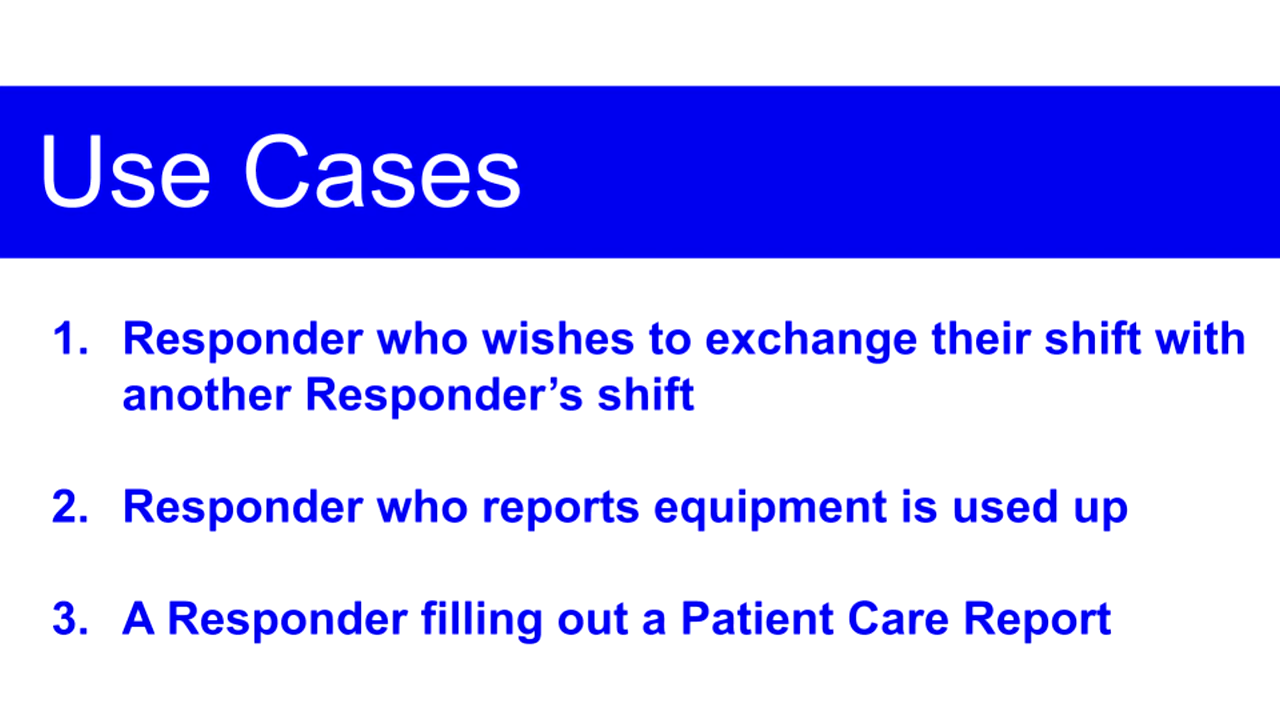 Use Cases
1. Responder who wishes to exchange their shift with
another Responder’s shift
2. Responder who reports equipment is used up
3. A Responder filling out a Patient Care Report